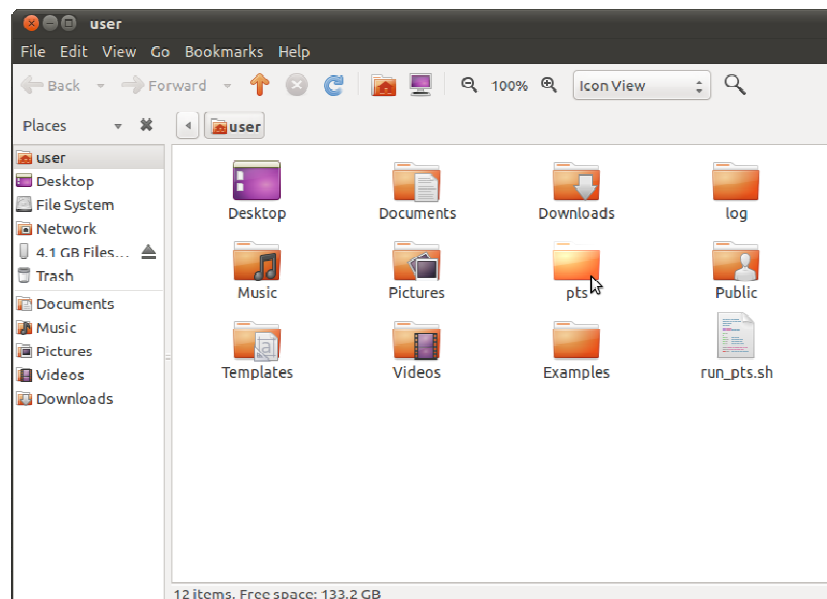 user
File Edit View Go Bookmarks Help
Back Forward 100% Icon View
Places user
user
Desktop
File System
Network
4.1 GB Files...
Trash
Documents
Music
Pictures
Videos
Downloads
Desktop Documents Downloads log
Music Pictures pts Public
Templates Videos Examples run_pts.sh
12 items, Free space: 133.2 GB